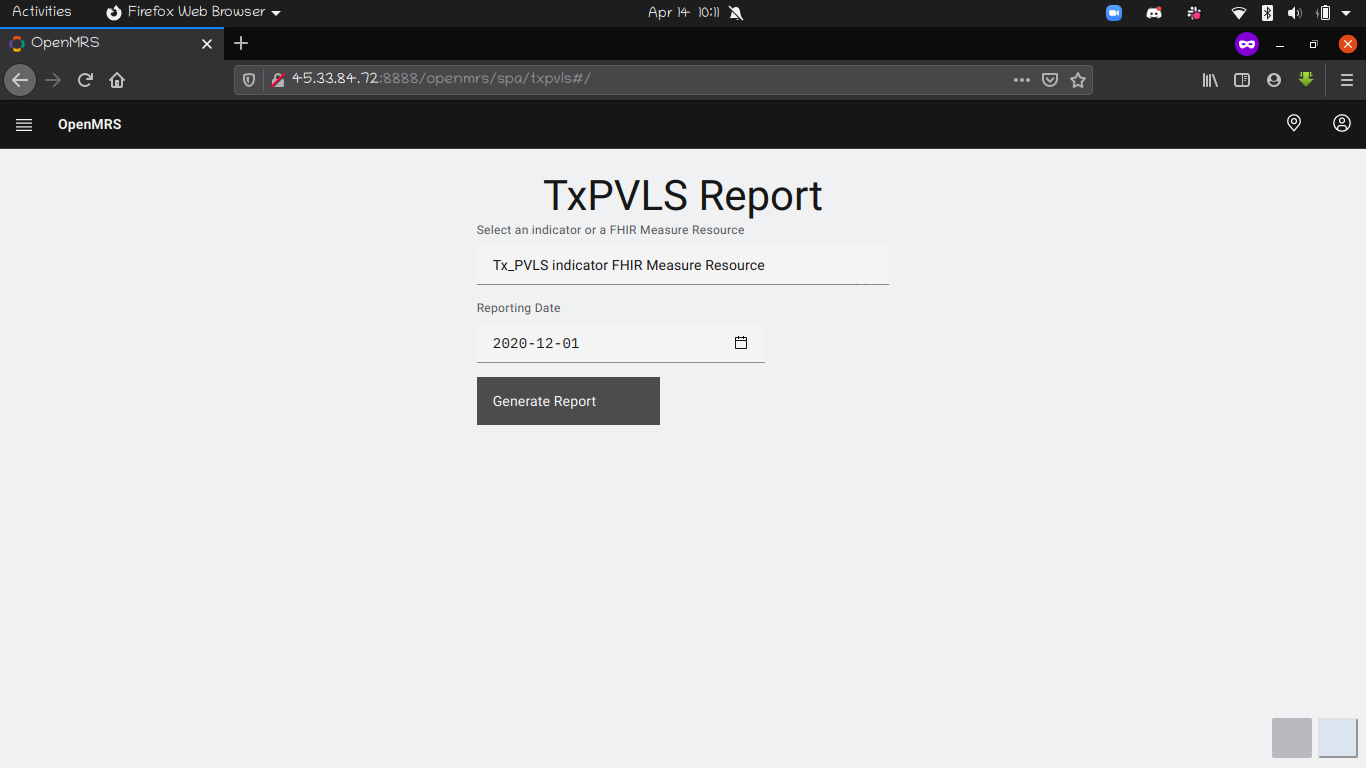 Activities
Firefox Web Browser
Apr 14 10:11
OpenMRS
45.33.84.72:8888/openmrs/spa/txpvls#/
OpenMRS
TxPVLS Report
Select an indicator or a FHIR Measure Resource
Tx_PVLS indicator FHIR Measure Resource
Reporting Date
2020-12-01
Generate Report